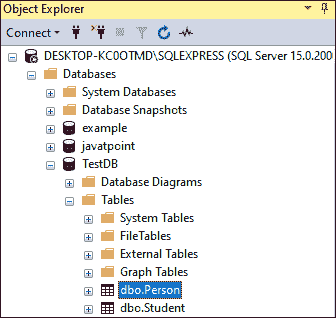 Object Explorer
Connect
DESKTOP-KC0OTMD\SQLEXPRESS (SQL Server 15.0.200
Databases
System Databases
Database Snapshots
example
javatpoint
TestDB
Database Diagrams
Tables
System Tables
FileTables
External Tables
Graph Tables
dbo.Person
dbo.Student